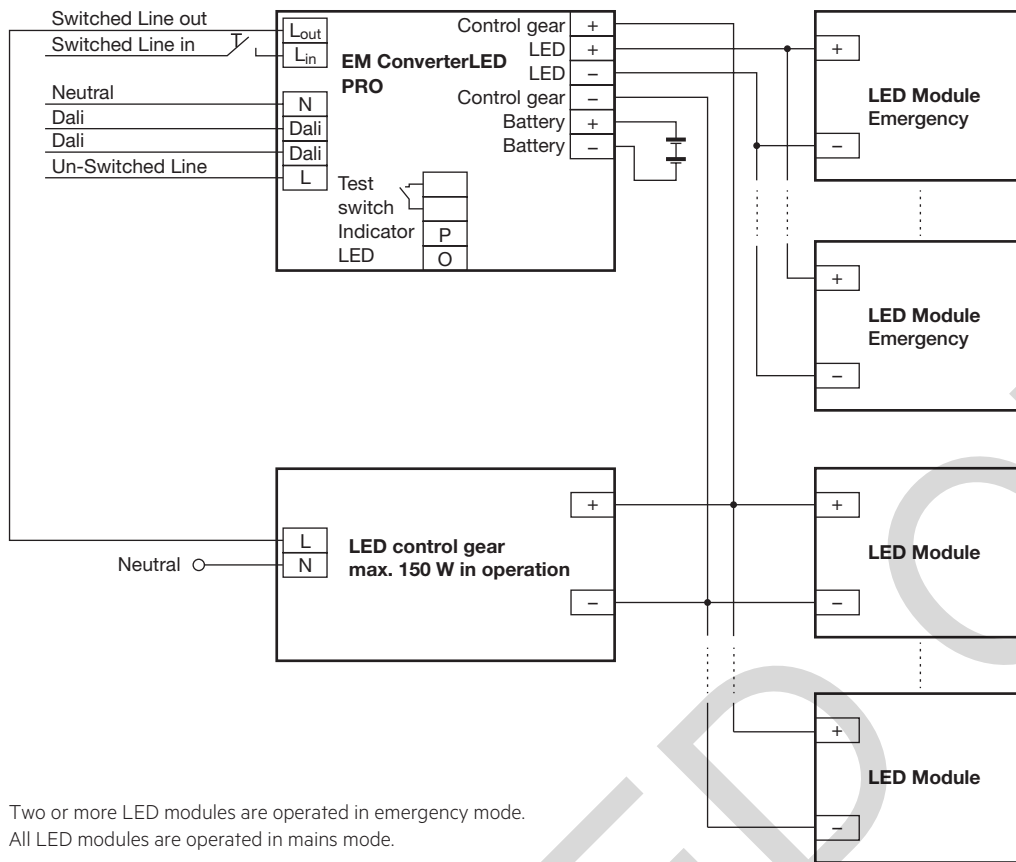 Switched Line out
Switched Line in
Neutral
Dali
Dali
Un-Switched Line
Lout
Lin
N
Dali
Dali
L
EM ConverterLED
PRO
Test
switch
Indicator
LED
P
O
Control gear +
LED +
LED –
Control gear –
Battery +
Battery –
+
LED Module
Emergency
–
+
LED Module
Emergency
–
Neutral
L
N
LED control gear
max. 150 W in operation
+
–
+
LED Module
–
+
LED Module
–
Two or more LED modules are operated in emergency mode.
All LED modules are operated in mains mode.